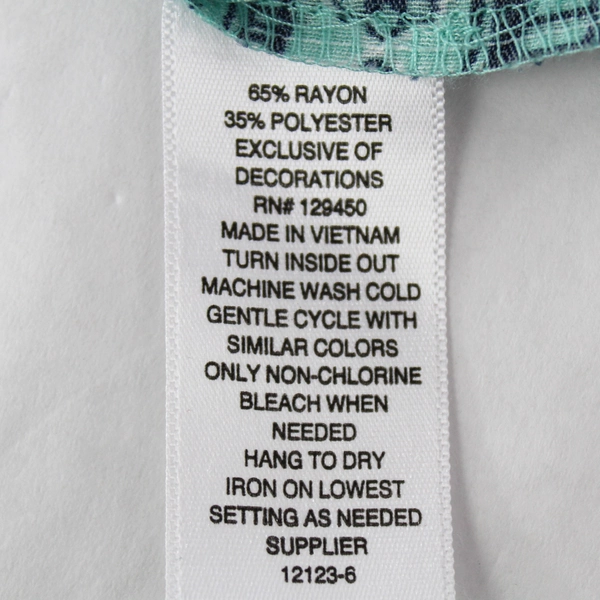 65% RAYON
35% POLYESTER
EXCLUSIVE OF
DECORATIONS
RN# 129450
MADE IN VIETNAM
TURN INSIDE OUT
MACHINE WASH COLD
GENTLE CYCLE WITH
SIMILAR COLORS
ONLY NON-CHLORINE
BLEACH WHEN
NEEDED
HANG TO DRY
IRON ON LOWEST
SETTING AS NEEDED
SUPPLIER
12123-6